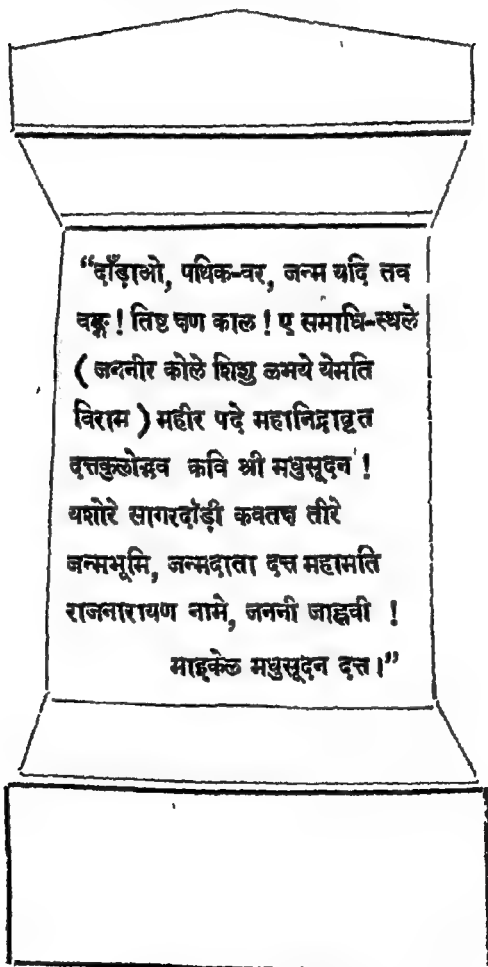 “दाँड़ाओ, पथिक-वर, जन्म यदि तव
वङ्ग ! तिष्ट क्षण काल ! ए समाधि-स्थले
( जननीर कोले शिशु लमये येमति
विराम ) महीर पदे महानिद्रावृत
दत्तकुलोद्भव कवि श्री मधुसूदन !
यशोरे सागरदाँड़ी कवतक्ष तीरे
जन्मभूमि, जन्मदाता दत्त महामति
राजनारायण नामे, जननी जाह्नवी !
माइकेल मधुसूदन दत्त।”